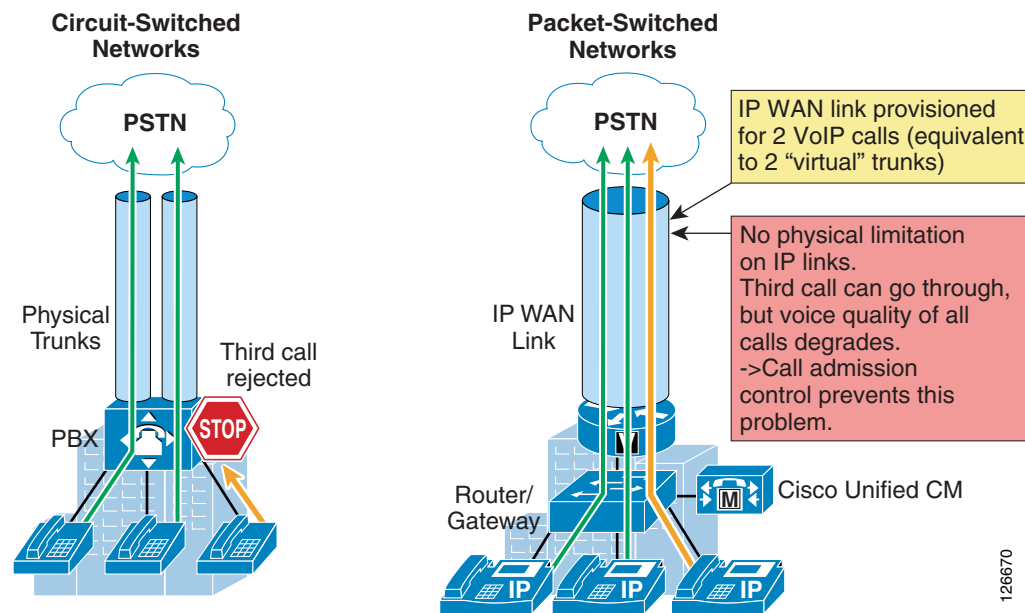 Circuit-Switched
Networks
PSTN
Physical
Trunks
Third call
rejected
PBX
STOP
Packet-Switched
Networks
PSTN
IP WAN link provisioned
for 2 VoIP calls (equivalent
to 2 “virtual” trunks)
No physical limitation
on IP links.
Third call can go through,
but voice quality of all
calls degrades.
->Call admission
control prevents this
problem.
IP WAN
Link
V
Router/
Gateway
M
Cisco Unified CM
IP
IP
IP
126670